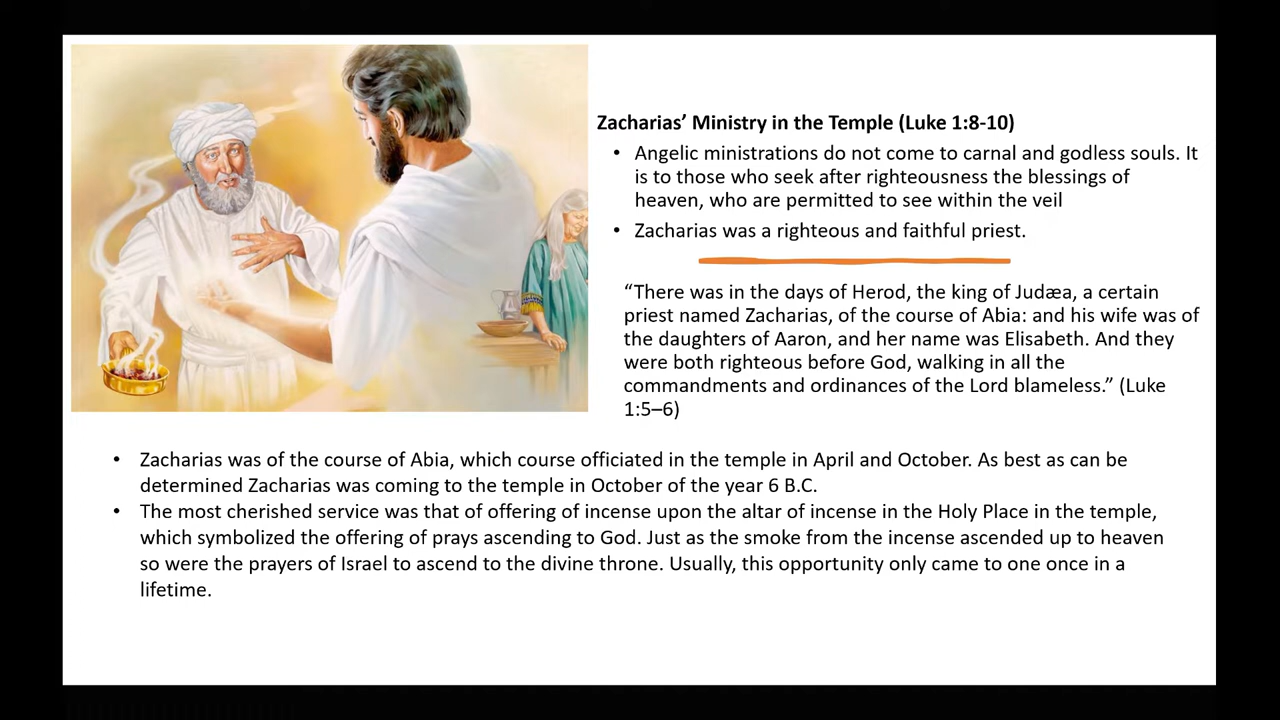 Zacharias’ Ministry in the Temple (Luke 1:8-10)
• Angelic ministrations do not come to carnal and godless souls. It
is to those who seek after righteousness the blessings of
heaven, who are permitted to see within the veil
• Zacharias was a righteous and faithful priest.
“There was in the days of Herod, the king of Judæa, a certain
priest named Zacharias, of the course of Abia: and his wife was of
the daughters of Aaron, and her name was Elisabeth. And they
were both righteous before God, walking in all the
commandments and ordinances of the Lord blameless.” (Luke
1:5–6)
• Zacharias was of the course of Abia, which course officiated in the temple in April and October. As best as can be
determined Zacharias was coming to the temple in October of the year 6 B.C.
• The most cherished service was that of offering of incense upon the altar of incense in the Holy Place in the temple,
which symbolized the offering of prays ascending to God. Just as the smoke from the incense ascended up to heaven
so were the prayers of Israel to ascend to the divine throne. Usually, this opportunity only came to one once in a
lifetime.